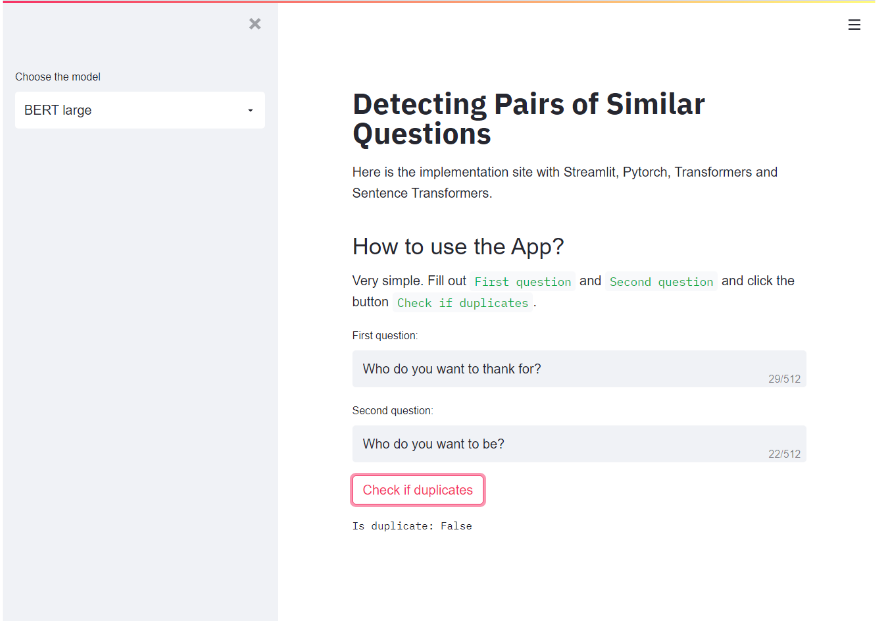 Choose the model
BERT large
Detecting Pairs of Similar
Questions
Here is the implementation site with Streamlit, Pytorch, Transformers and
Sentence Transformers.
How to use the App?
Very simple. Fill out First question and Second question and click the
button Check if duplicates .
First question:
Who do you want to thank for?
29/512
Second question:
Who do you want to be?
22/512
Check if duplicates
Is duplicate: False